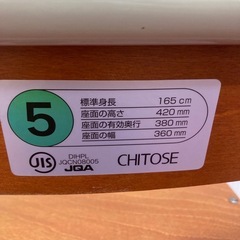 5
標準身長 165 cm
座面の高さ 420 mm
座面の有効奥行 380 mm
座面の幅 360 mm
JIS
DIHPL
JQCN08005
JQA
CHITOSE